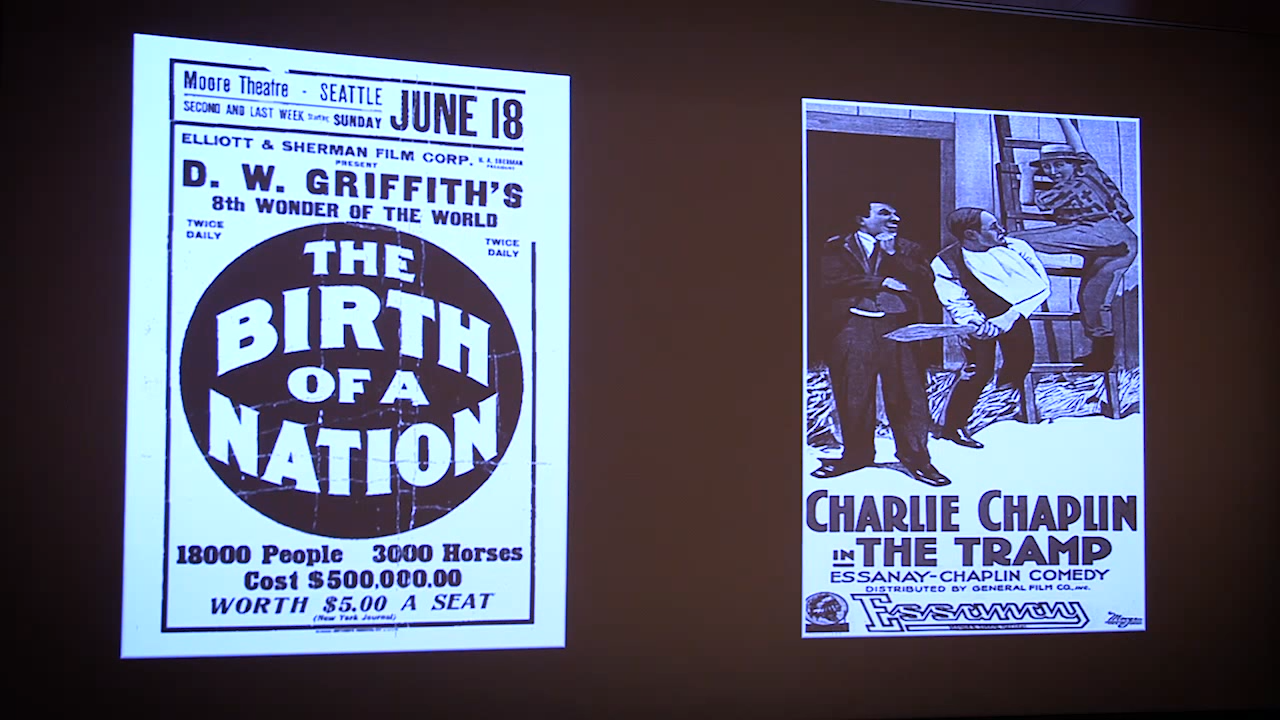 Moore Theatre - SEATTLE
SECOND AND LAST WEEK Starting SUNDAY
JUNE 18
ELLIOTT & SHERMAN FILM CORP.
PRESENT
D. W. GRIFFITH'S
8th WONDER OF THE WORLD
TWICE DAILY
TWICE DAILY
THE
BIRTH
OF A
NATION
18000 People 3000 Horses
Cost $500,000.00
WORTH $5.00 A SEAT
(New York Journal)
CHARLIE CHAPLIN
IN THE TRAMP
ESSANAY-CHAPLIN COMEDY
DISTRIBUTED BY GENERAL FILM CO., INC.
Essanay